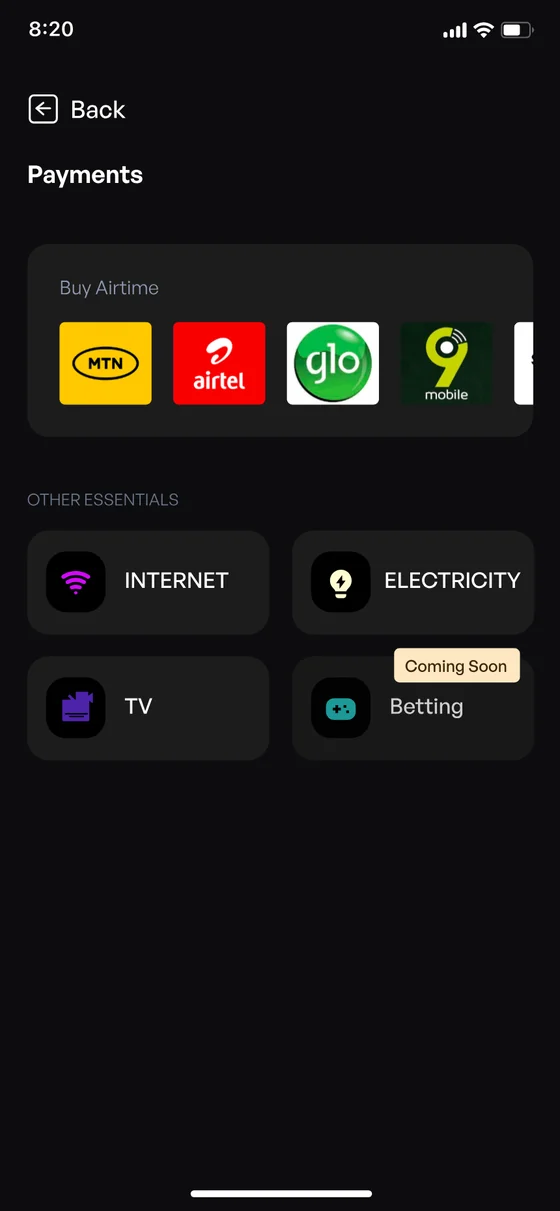 8:20
Back
Payments
Buy Airtime
MTN
airtel
glo
9
mobile
OTHER ESSENTIALS
INTERNET
ELECTRICITY
Coming Soon
TV
Betting